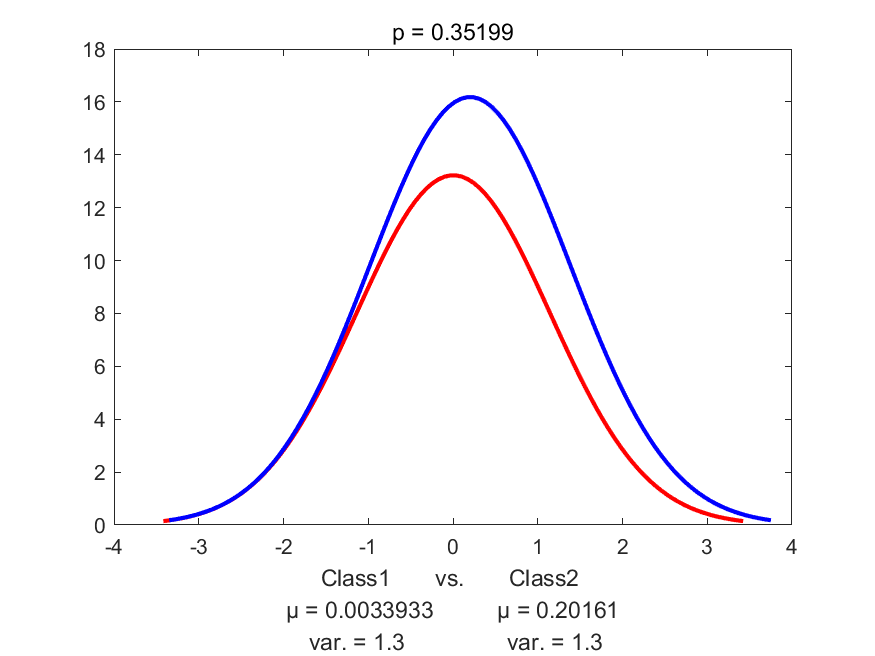 p = 0.35199
18
16
14
12
10
8
6
4
2
0
-4 -3 -2 -1 0 1 2 3 4
Class1 vs. Class2
μ = 0.0033933 μ = 0.20161
var. = 1.3 var. = 1.3